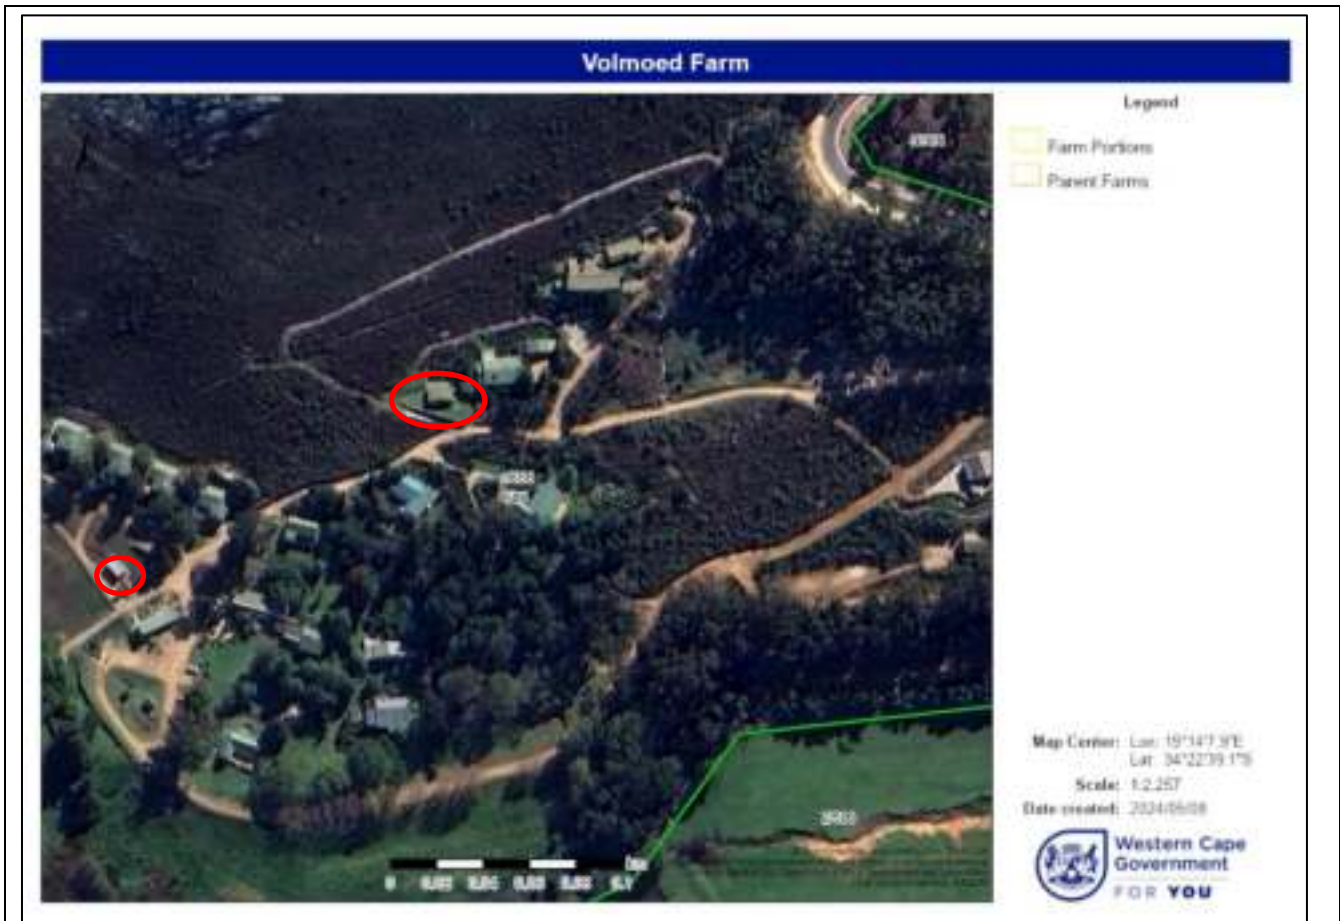 Volmoed Farm
Legend
Farm Portions
Parent Farms
Map Center: Lon: 19°14'7.9"E
Lat: 34°22'39.1"S
Scale: 1:2,257
Date created: 2024/05/08
Western Cape
Government
FOR YOU